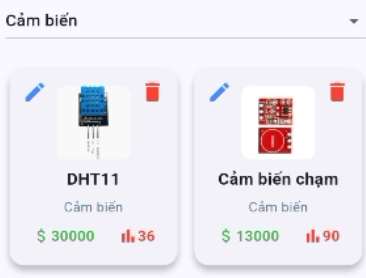 Cảm biến
DHT11
Cảm biến
$ 30000 36
Cảm biến chạm
Cảm biến
$ 13000 90